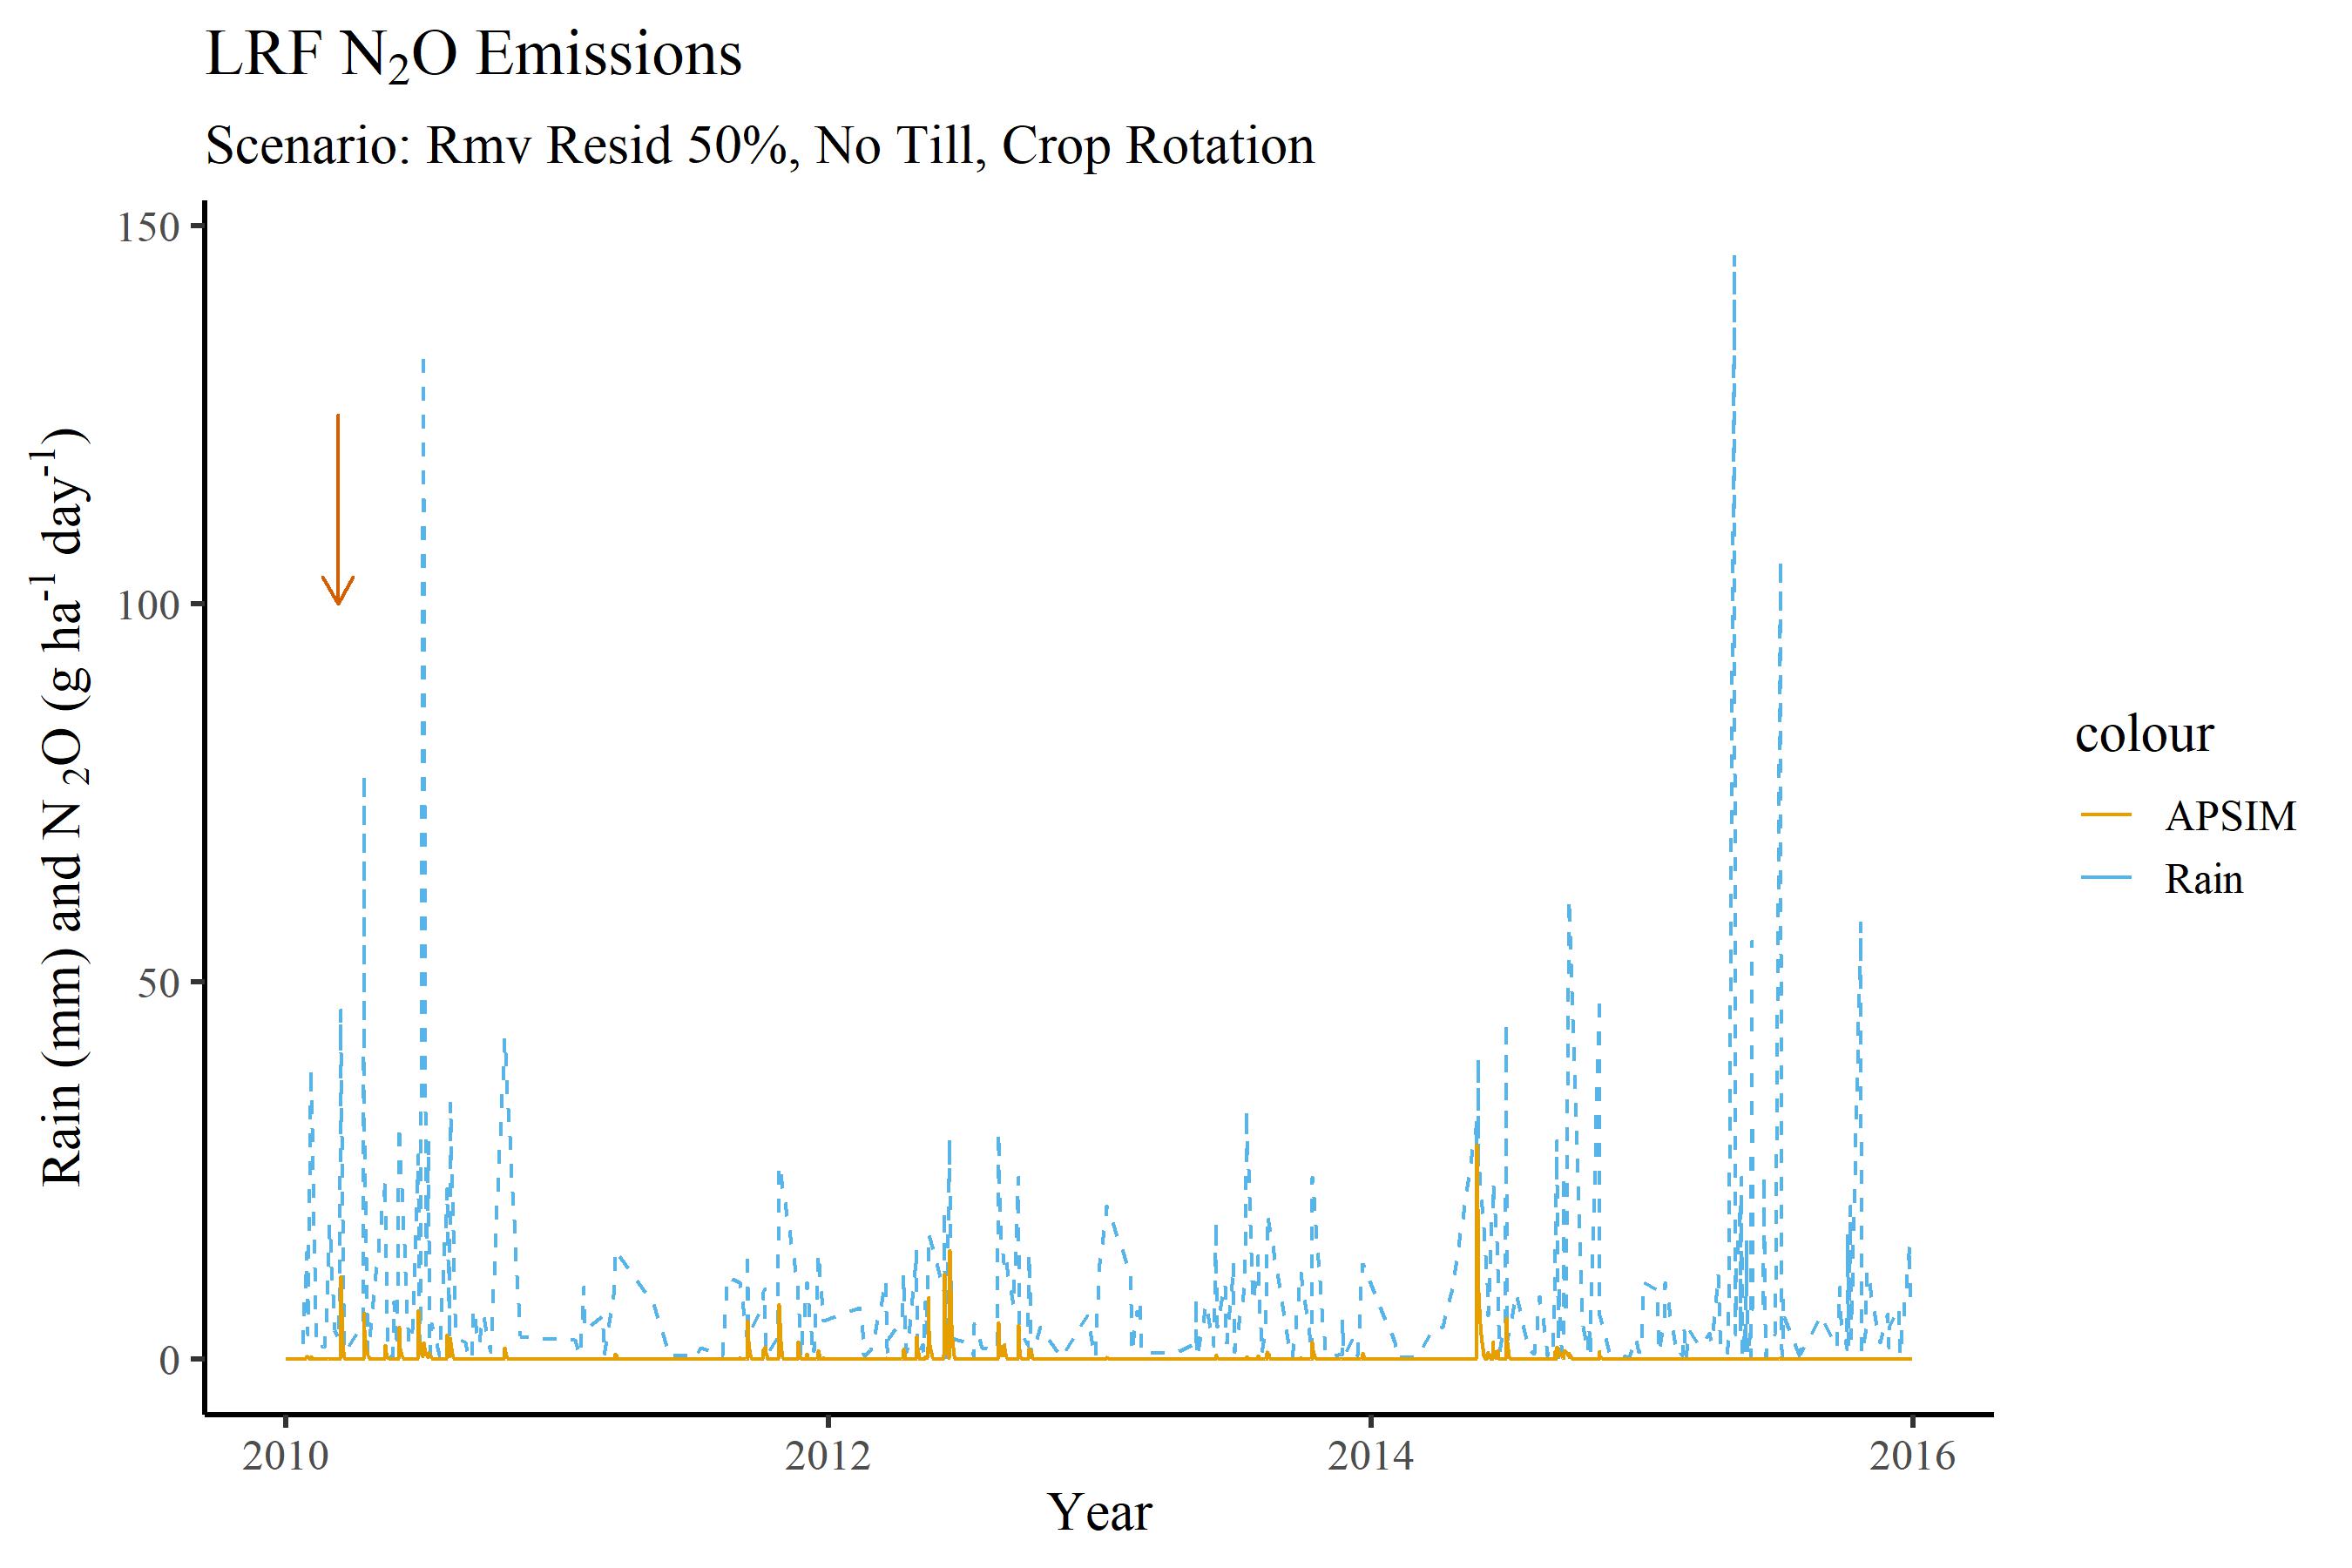 LRF N₂O Emissions
Scenario: Rmv Resid 50%, No Till, Crop Rotation
Rain (mm) and N ₂O (g ha⁻¹ day⁻¹)
150
100
50
0
2010
2012
2014
2016
Year
colour
APSIM
Rain